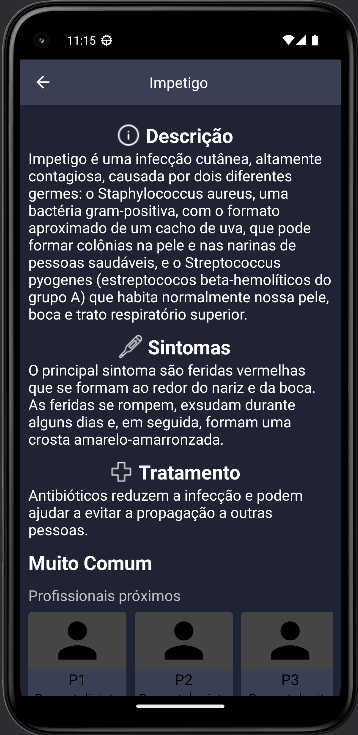 11:15
Impetigo
Descrição
Impetigo é uma infecção cutânea, altamente
contagiosa, causada por dois diferentes
germes: o Staphylococcus aureus, uma
bactéria gram-positiva, com o formato
aproximado de um cacho de uva, que pode
formar colônias na pele e nas narinas de
pessoas saudáveis, e o Streptococcus
pyogenes (estreptococos beta-hemolíticos do
grupo A) que habita normalmente nossa pele,
boca e trato respiratório superior.
Sintomas
O principal sintoma são feridas vermelhas
que se formam ao redor do nariz e da boca.
As feridas se rompem, exsudam durante
alguns dias e, em seguida, formam uma
crosta amarelo-amarronzada.
Tratamento
Antibióticos reduzem a infecção e podem
ajudar a evitar a propagação a outras
pessoas.
Muito Comum
Profissionais próximos
P1 P2 P3